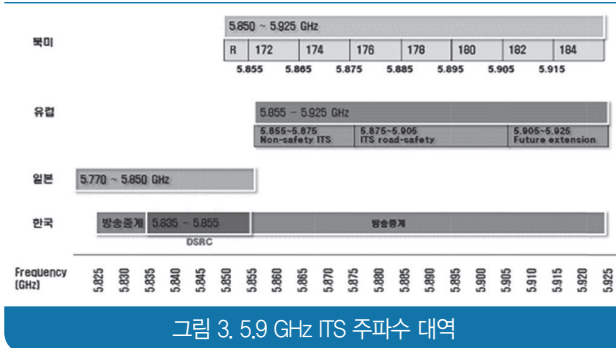 북미
5.850 ~ 5.925 GHz
R 172 174 176 178 180 182 184
5.855 5.865 5.875 5.885 5.895 5.905 5.915
유럽
5.855 - 5.925 GHz
5.855~5.875 5.875~5.905 5.905~5.925
Non-safety ITS ITS road-safety Future extension
일본
5.770 ~ 5.850 GHz
한국
방송중계 5.835 - 5.855 방송중계
DSRC
Frequency
(GHz)
5.825 5.830 5.835 5.840 5.845 5.850 5.855 5.860 5.865 5.870 5.875 5.880 5.885 5.890 5.895 5.900 5.905 5.910 5.915 5.920 5.925
그림 3. 5.9 GHz ITS 주파수 대역